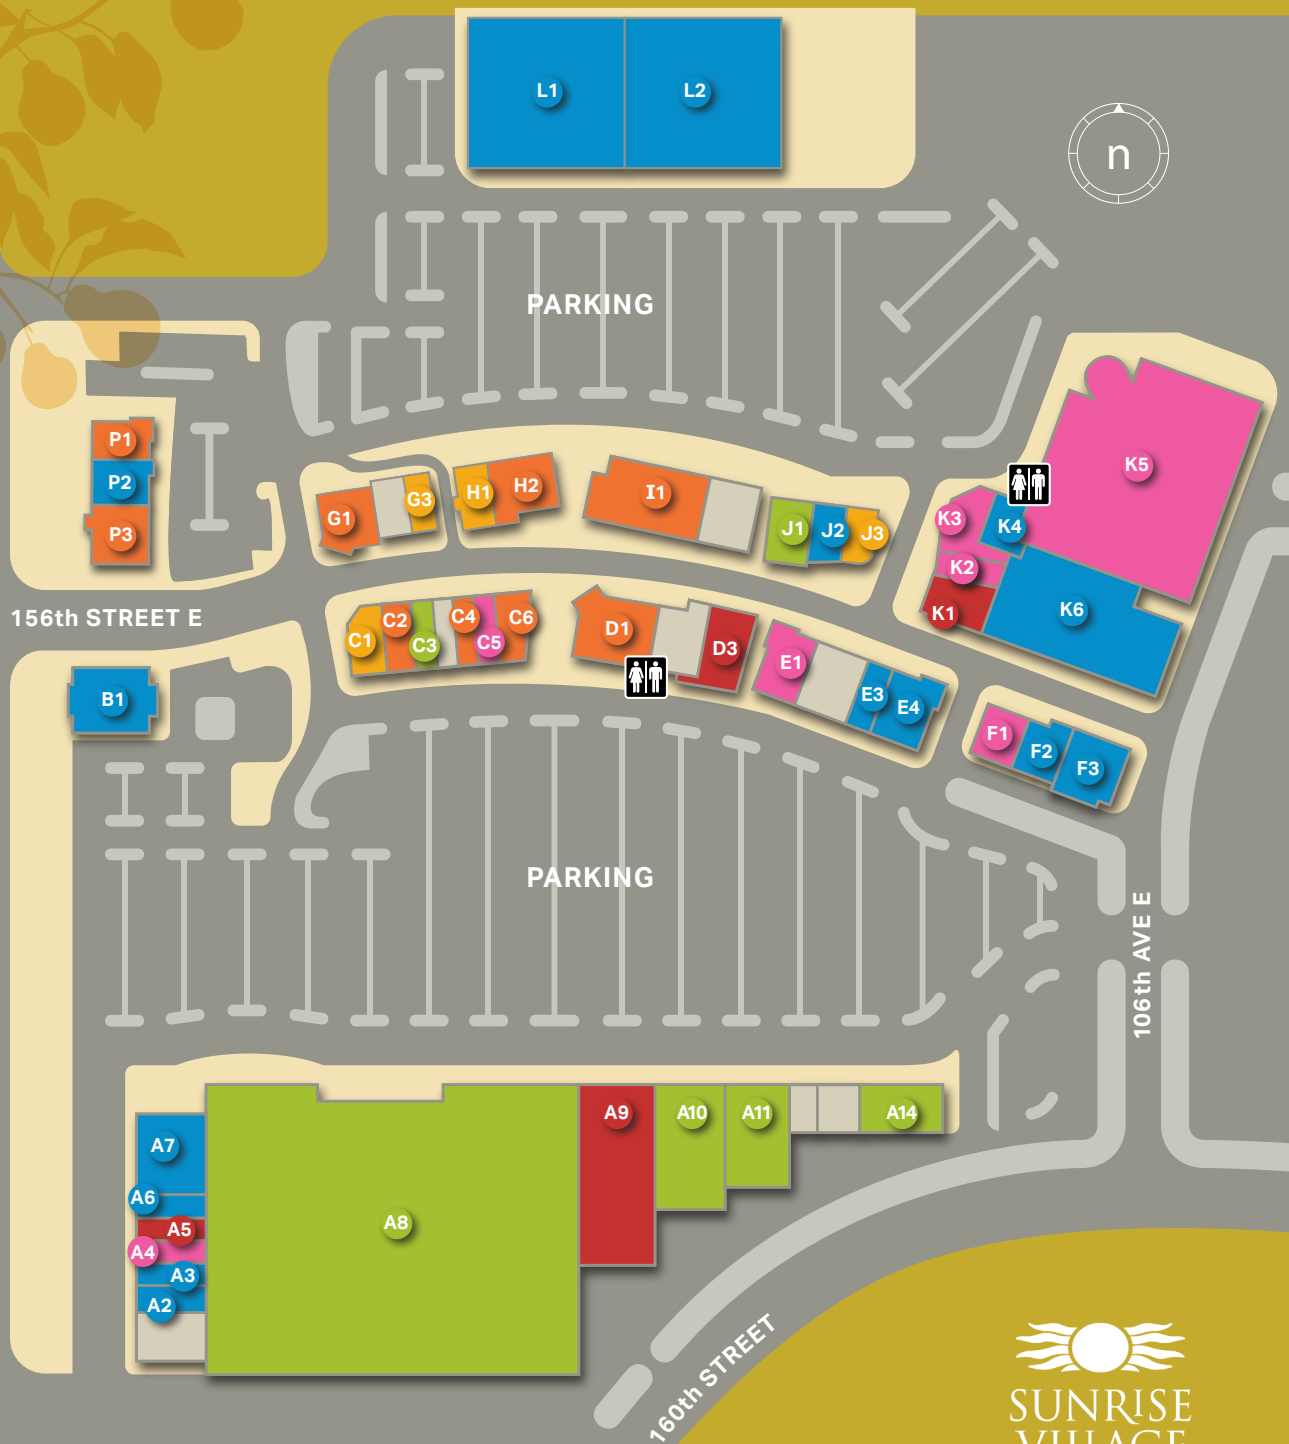 L1
L2
n
PARKING
P1
P2
P3
G1
G3
H1
H2
I1
J1
J2
J3
K3
K4
K5
K2
K1
K6
156th STREET E
C1
C2
C3
C4
C5
C6
D1
D3
E1
E3
E4
F1
F2
F3
B1
PARKING
106th AVE E
A7
A6
A5
A4
A3
A2
A8
A9
A10
A11
A14
160th STREET
SUNRISE
VILLAGE